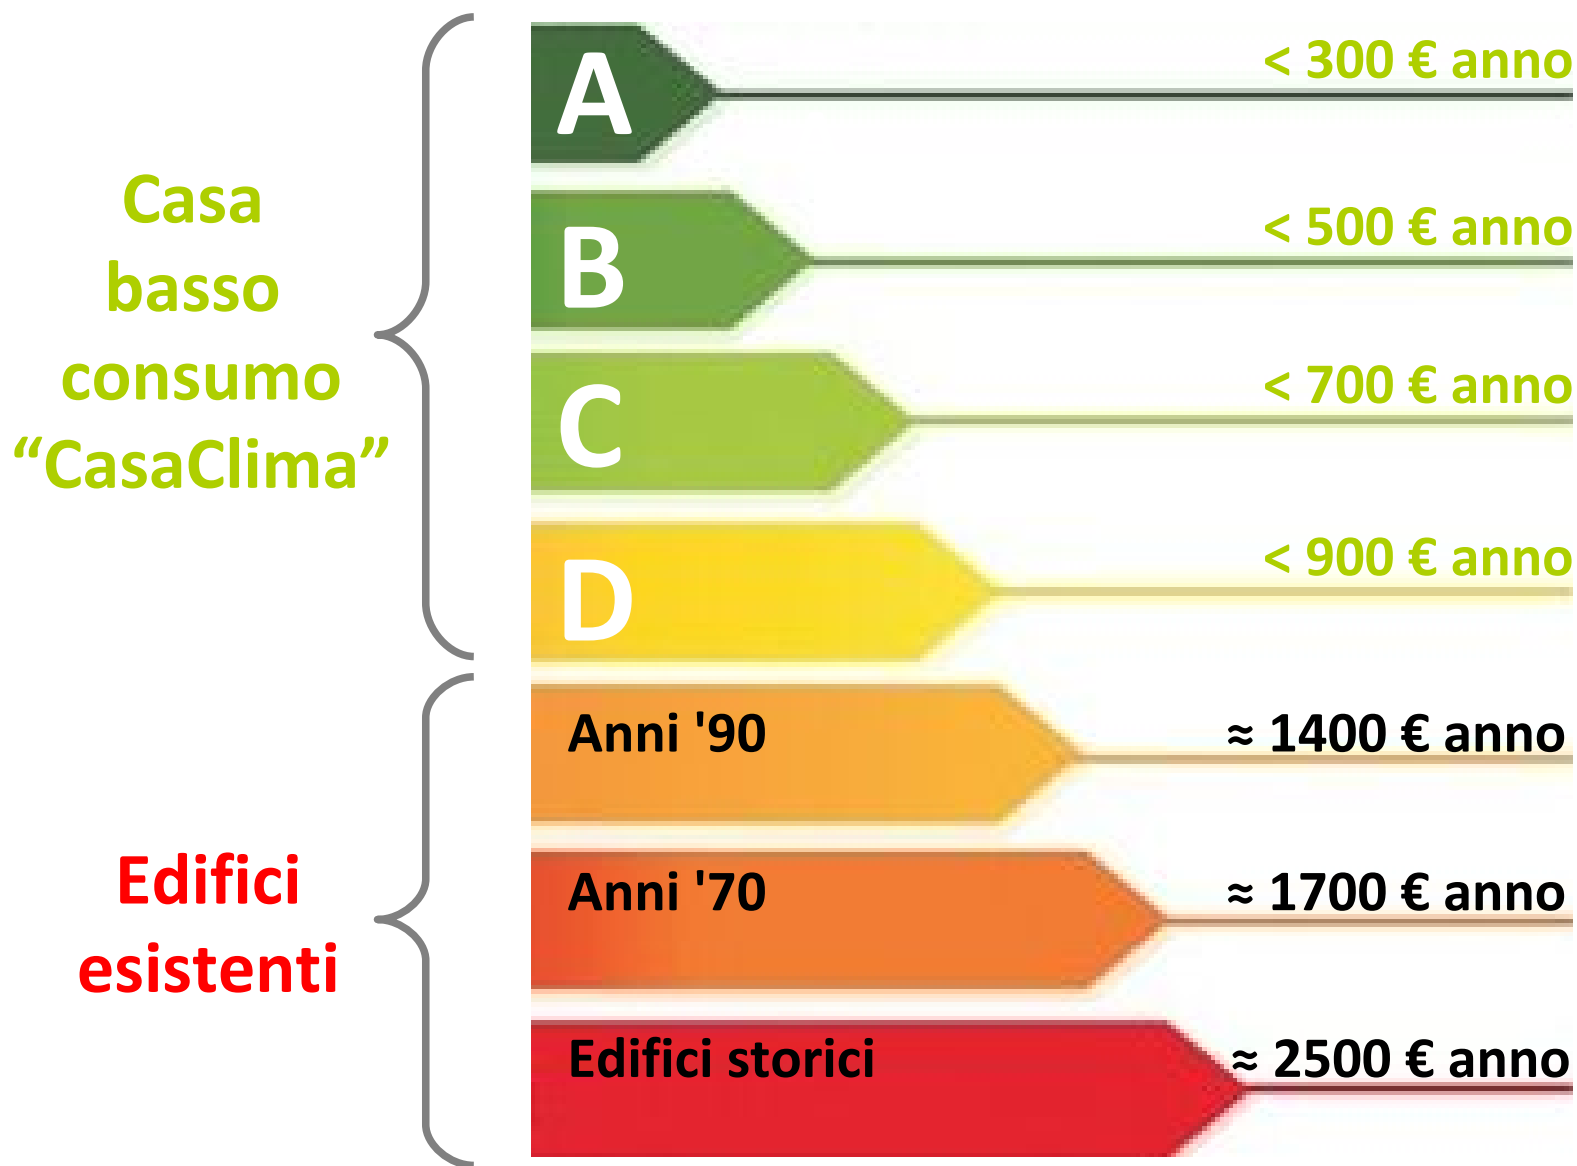 Casa
basso
consumo
“CasaClima”
A
< 300 € anno
B
< 500 € anno
C
< 700 € anno
D
< 900 € anno
Edifici
esistenti
Anni '90
≈ 1400 € anno
Anni '70
≈ 1700 € anno
Edifici storici
≈ 2500 € anno